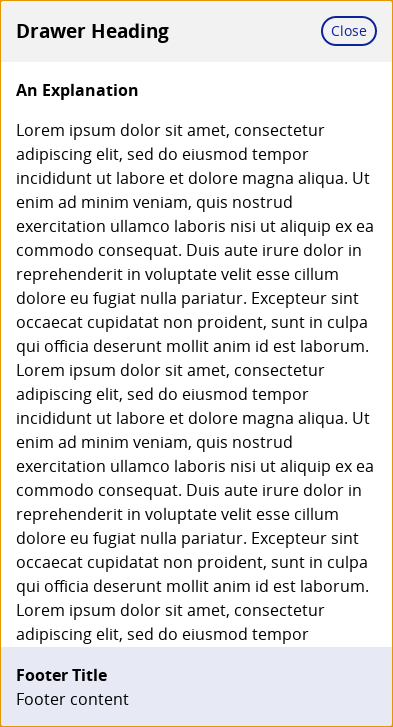 Drawer Heading
Close
An Explanation
Lorem ipsum dolor sit amet, consectetur
adipiscing elit, sed do eiusmod tempor
incididunt ut labore et dolore magna aliqua. Ut
enim ad minim veniam, quis nostrud
exercitation ullamco laboris nisi ut aliquip ex ea
commodo consequat. Duis aute irure dolor in
reprehenderit in voluptate velit esse cillum
dolore eu fugiat nulla pariatur. Excepteur sint
occaecat cupidatat non proident, sunt in culpa
qui officia deserunt mollit anim id est laborum.
Lorem ipsum dolor sit amet, consectetur
adipiscing elit, sed do eiusmod tempor
incididunt ut labore et dolore magna aliqua. Ut
enim ad minim veniam, quis nostrud
exercitation ullamco laboris nisi ut aliquip ex ea
commodo consequat. Duis aute irure dolor in
reprehenderit in voluptate velit esse cillum
dolore eu fugiat nulla pariatur. Excepteur sint
occaecat cupidatat non proident, sunt in culpa
qui officia deserunt mollit anim id est laborum.
Lorem ipsum dolor sit amet, consectetur
adipiscing elit, sed do eiusmod tempor
Footer Title
Footer content